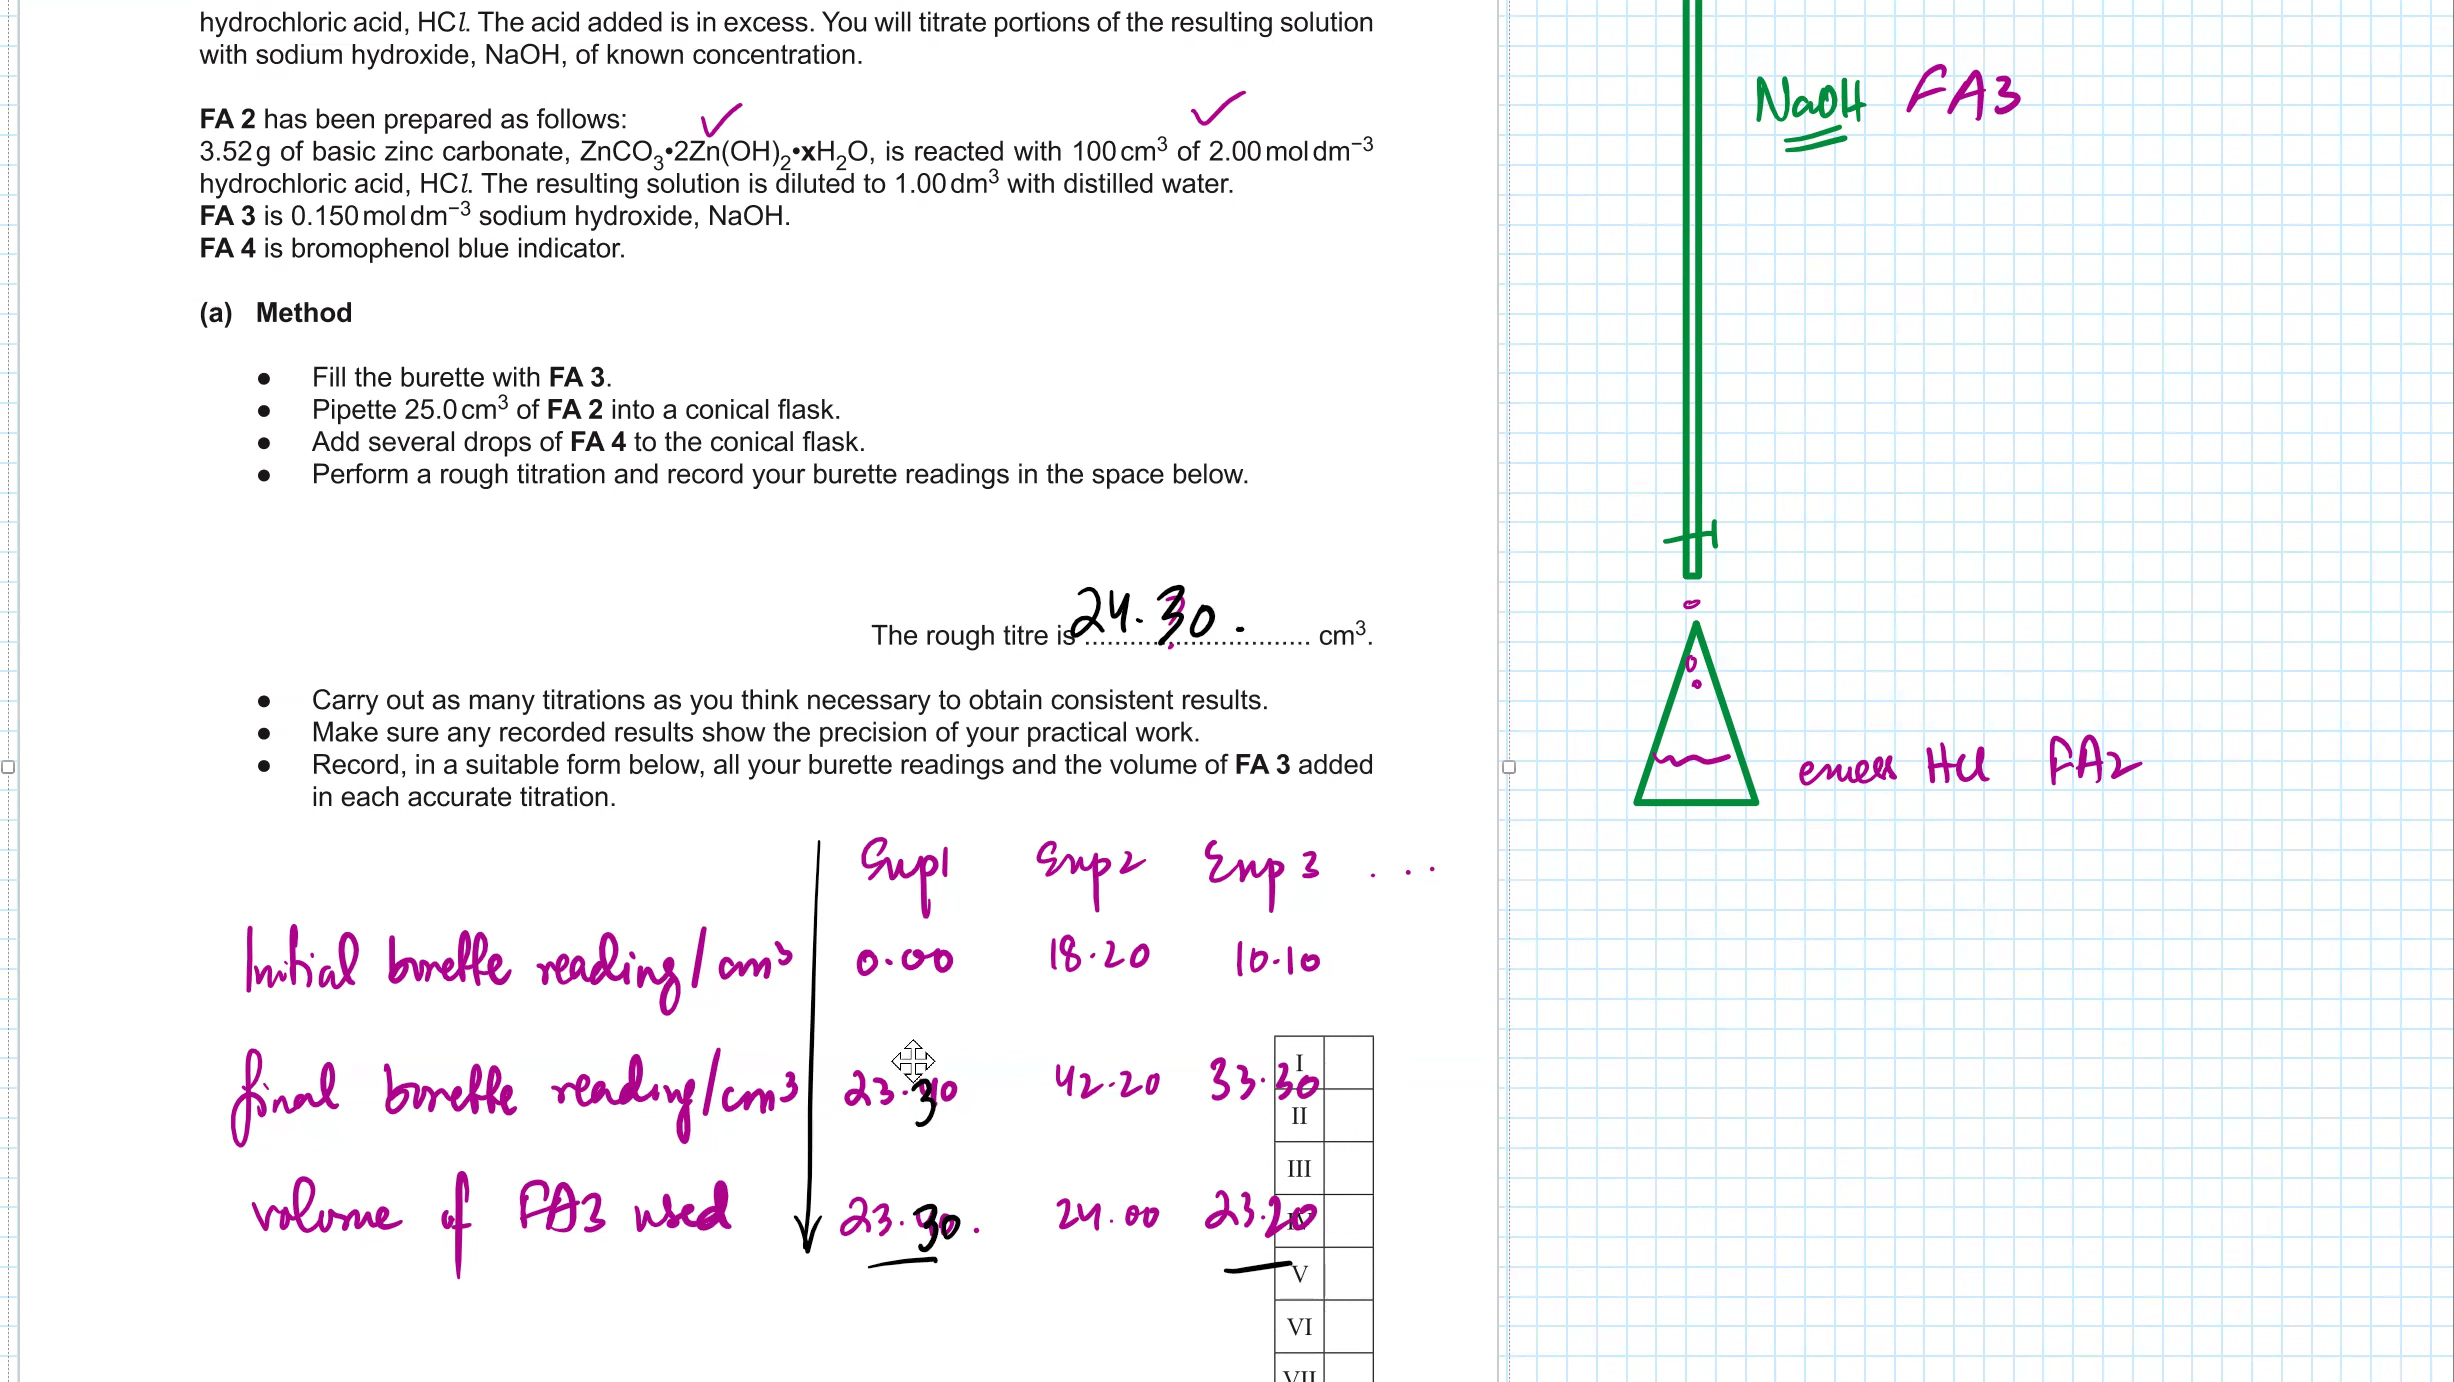 hydrochloric acid, HCl. The acid added is in excess. You will titrate portions of the resulting solution
with sodium hydroxide, NaOH, of known concentration.
FA 2 has been prepared as follows:
3.52 g of basic zinc carbonate, ZnCO₃•2Zn(OH)₂•xH₂O, is reacted with 100 cm³ of 2.00 mol dm⁻³
hydrochloric acid, HCl. The resulting solution is diluted to 1.00 dm³ with distilled water.
FA 3 is 0.150 mol dm⁻³ sodium hydroxide, NaOH.
FA 4 is bromophenol blue indicator.
(a) Method
● Fill the burette with FA 3.
● Pipette 25.0 cm³ of FA 2 into a conical flask.
● Add several drops of FA 4 to the conical flask.
● Perform a rough titration and record your burette readings in the space below.
The rough titre is 24.30 cm³.
● Carry out as many titrations as you think necessary to obtain consistent results.
● Make sure any recorded results show the precision of your practical work.
● Record, in a suitable form below, all your burette readings and the volume of FA 3 added
in each accurate titration.
Exp1 Exp2 Exp 3 ...
Initial burette reading/cm³ 0.00 18.20 10.10
final burette reading/cm³ 23.30 42.20 33.30
volume of FA3 used 23.30 24.00 23.20
I
II
III
IV
V
VI
VII
NaOH FA3
excess HCl FA2